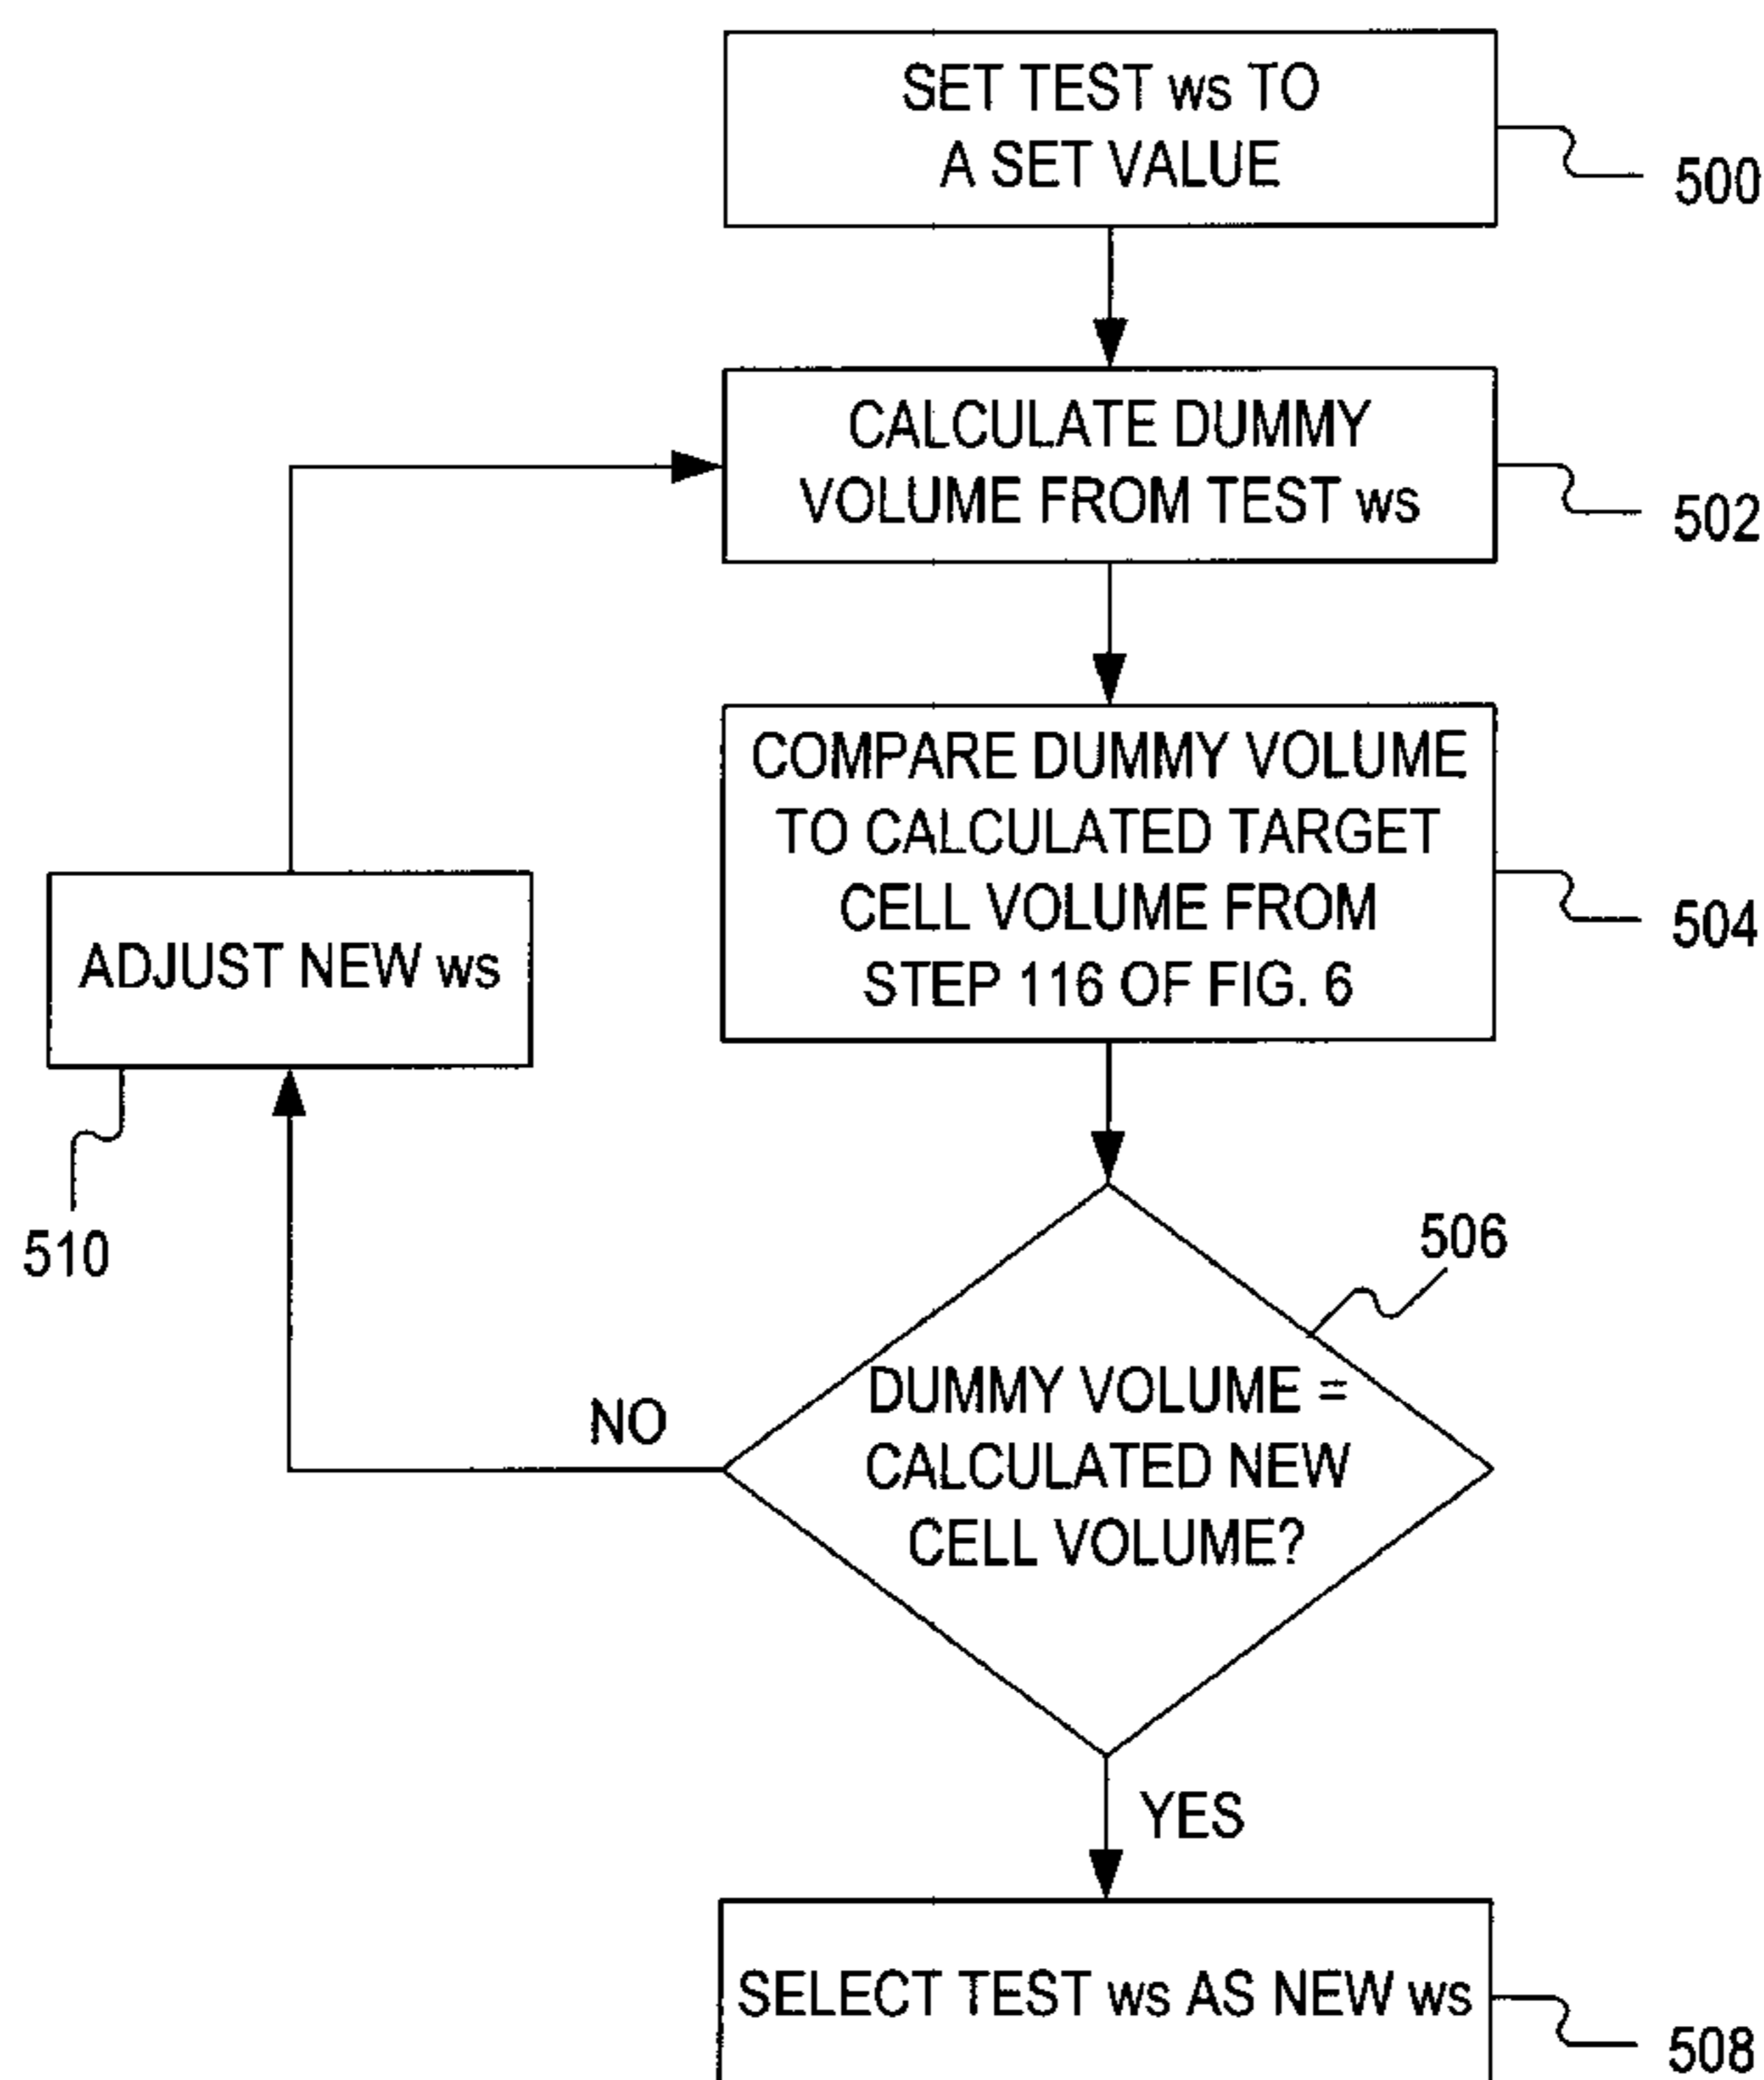 SET TEST ws TO
A SET VALUE
500
CALCULATE DUMMY
VOLUME FROM TEST ws
502
COMPARE DUMMY VOLUME
TO CALCULATED TARGET
CELL VOLUME FROM
STEP 116 OF FIG. 6
504
ADJUST NEW ws
510
506
DUMMY VOLUME =
CALCULATED NEW
CELL VOLUME?
NO
YES
SELECT TEST ws AS NEW ws
508